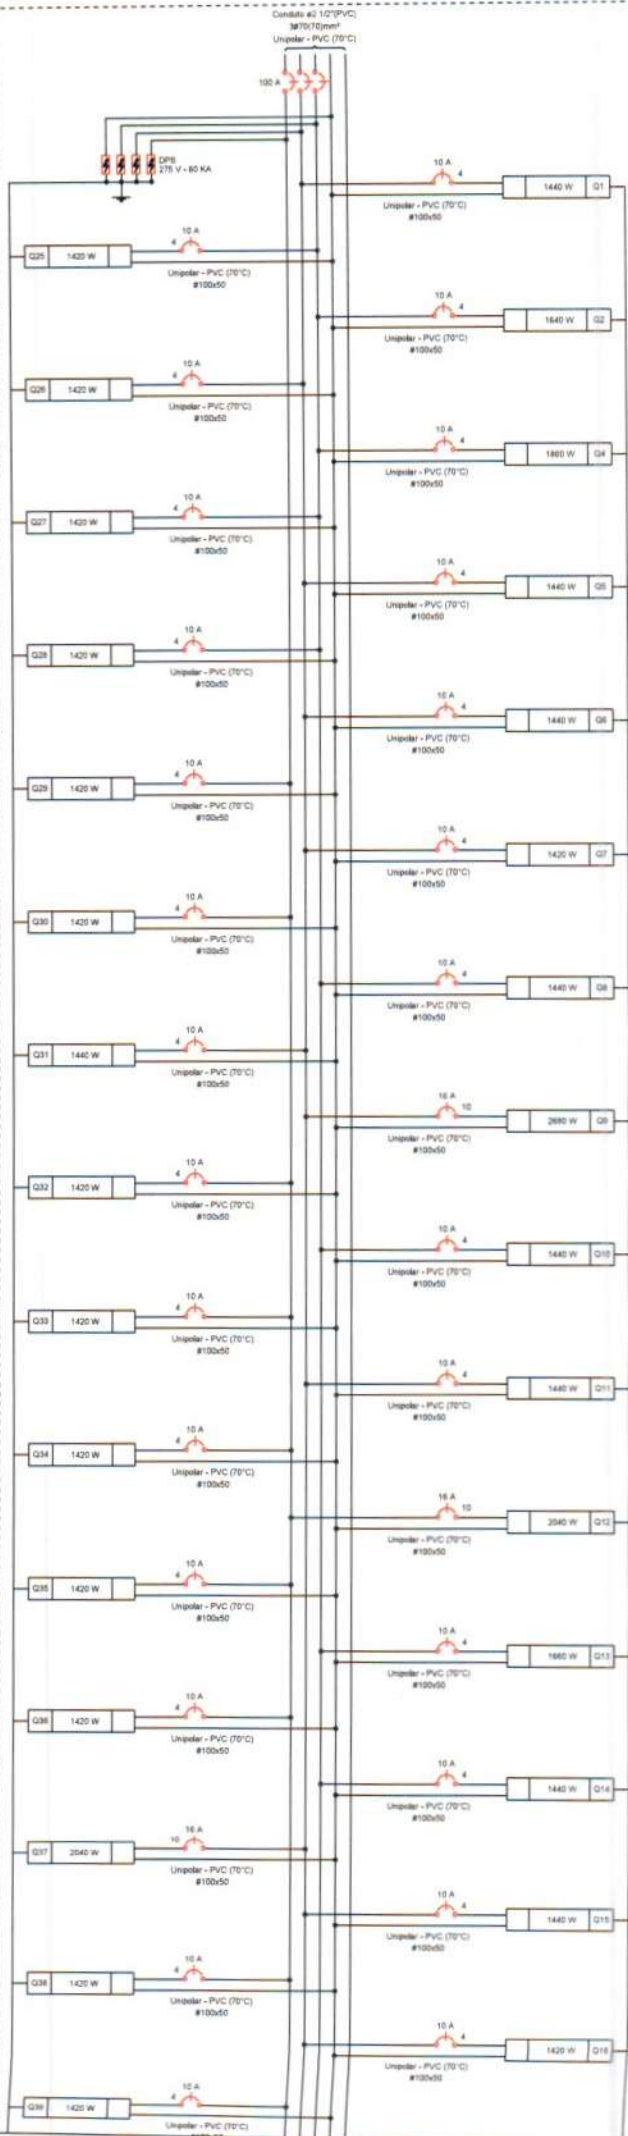 Conduto ø2 1/2"(PVC)
3#70(70)mm²
Unipolar - PVC (70°C)
100 A
DPS
275 V - 60 KA
10 A
4
1440 W Q1
Unipolar - PVC (70°C)
#100x50
10 A
4
Q25 1420 W
Unipolar - PVC (70°C)
#100x50
10 A
4
1640 W Q2
Unipolar - PVC (70°C)
#100x50
10 A
4
Q26 1420 W
Unipolar - PVC (70°C)
#100x50
10 A
4
Q4
Unipolar - PVC (70°C)
#100x50
10 A
4
Q27 1420 W
Unipolar - PVC (70°C)
#100x50
10 A
4
1440 W Q5
Unipolar - PVC (70°C)
#100x50
10 A
4
Q28 1420 W
Unipolar - PVC (70°C)
#100x50
10 A
4
1440 W Q6
Unipolar - PVC (70°C)
#100x50
10 A
4
Q29 1420 W
Unipolar - PVC (70°C)
#100x50
10 A
4
1420 W Q7
Unipolar - PVC (70°C)
#100x50
10 A
4
Q30 1420 W
Unipolar - PVC (70°C)
#100x50
10 A
4
1440 W Q8
Unipolar - PVC (70°C)
#100x50
10 A
4
Q31 1440 W
Unipolar - PVC (70°C)
#100x50
16 A
10
2680 W Q9
Unipolar - PVC (70°C)
#100x50
10 A
4
Q32 1420 W
Unipolar - PVC (70°C)
#100x50
10 A
4
1440 W Q10
Unipolar - PVC (70°C)
#100x50
10 A
4
Q33 1420 W
Unipolar - PVC (70°C)
#100x50
10 A
4
1440 W Q11
Unipolar - PVC (70°C)
#100x50
10 A
4
Q34 1420 W
Unipolar - PVC (70°C)
#100x50
16 A
10
2040 W Q12
Unipolar - PVC (70°C)
#100x50
10 A
4
Q35 1420 W
Unipolar - PVC (70°C)
#100x50
10 A
4
1660 W Q13
Unipolar - PVC (70°C)
#100x50
10 A
4
Q36 1420 W
Unipolar - PVC (70°C)
#100x50
10 A
4
1440 W Q14
Unipolar - PVC (70°C)
#100x50
16 A
10
Q37 2040 W
Unipolar - PVC (70°C)
#100x50
10 A
4
1440 W Q15
Unipolar - PVC (70°C)
#100x50
10 A
4
Q38 1420 W
Unipolar - PVC (70°C)
#100x50
10 A
4
1420 W Q16
Unipolar - PVC (70°C)
#100x50
10 A
4
Q39 1420 W
Unipolar - PVC (70°C)